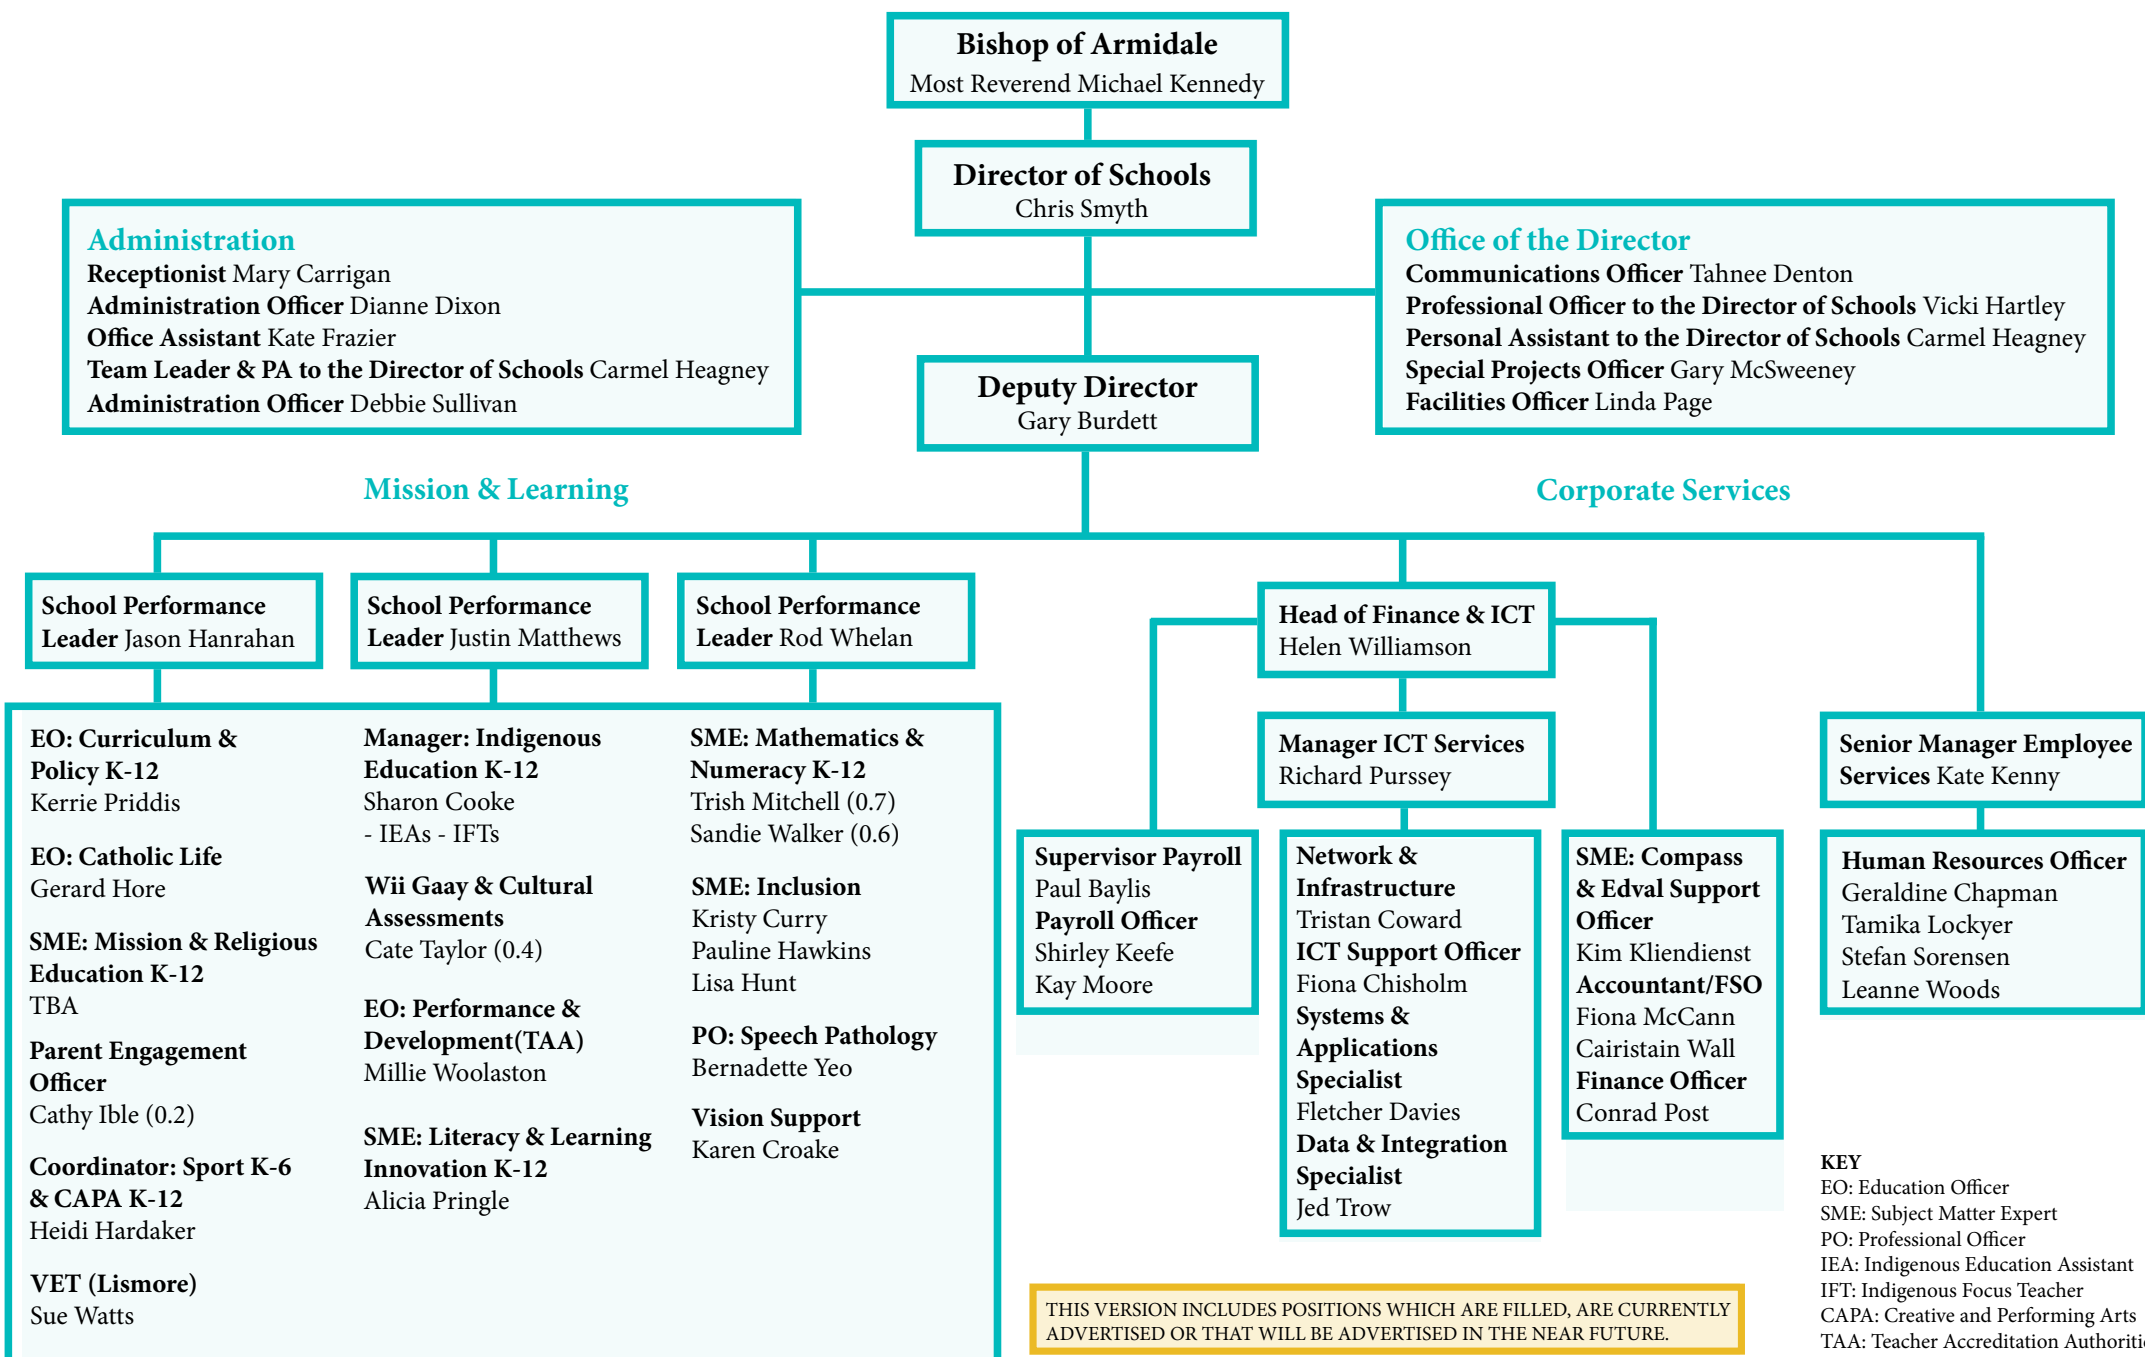 Bishop of Armidale
Most Reverend Michael Kennedy
Director of Schools
Chris Smyth
Administration
Receptionist Mary Carrigan
Administration Officer Dianne Dixon
Office Assistant Kate Frazier
Team Leader & PA to the Director of Schools Carmel Heagney
Administration Officer Debbie Sullivan
Office of the Director
Communications Officer Tahnee Denton
Professional Officer to the Director of Schools Vicki Hartley
Personal Assistant to the Director of Schools Carmel Heagney
Special Projects Officer Gary McSweeney
Facilities Officer Linda Page
Deputy Director
Gary Burdett
Mission & Learning
Corporate Services
School Performance
Leader Jason Hanrahan
School Performance
Leader Justin Matthews
School Performance
Leader Rod Whelan
Head of Finance & ICT
Helen Williamson
Manager ICT Services
Richard Purssey
Senior Manager Employee
Services Kate Kenny
EO: Curriculum &
Policy K-12
Kerrie Priddis
EO: Catholic Life
Gerard Hore
SME: Mission & Religious
Education K-12
TBA
Parent Engagement
Officer
Cathy Ible (0.2)
Coordinator: Sport K-6
& CAPA K-12
Heidi Hardaker
VET (Lismore)
Sue Watts
Manager: Indigenous
Education K-12
Sharon Cooke
- IEAs - IFTs
Wii Gaay & Cultural
Assessments
Cate Taylor (0.4)
EO: Performance &
Development(TAA)
Millie Woolaston
SME: Literacy & Learning
Innovation K-12
Alicia Pringle
SME: Mathematics &
Numeracy K-12
Trish Mitchell (0.7)
Sandie Walker (0.6)
SME: Inclusion
Kristy Curry
Pauline Hawkins
Lisa Hunt
PO: Speech Pathology
Bernadette Yeo
Vision Support
Karen Croake
Supervisor Payroll
Paul Baylis
Payroll Officer
Shirley Keefe
Kay Moore
Network &
Infrastructure
Tristan Coward
ICT Support Officer
Fiona Chisholm
Systems &
Applications
Specialist
Fletcher Davies
Data & Integration
Specialist
Jed Trow
SME: Compass
& Edval Support
Officer
Kim Kliendienst
Accountant/FSO
Fiona McCann
Cairistain Wall
Finance Officer
Conrad Post
Human Resources Officer
Geraldine Chapman
Tamika Lockyer
Stefan Sorensen
Leanne Woods
THIS VERSION INCLUDES POSITIONS WHICH ARE FILLED, ARE CURRENTLY
ADVERTISED OR THAT WILL BE ADVERTISED IN THE NEAR FUTURE.
KEY
EO: Education Officer
SME: Subject Matter Expert
PO: Professional Officer
IEA: Indigenous Education Assistant
IFT: Indigenous Focus Teacher
CAPA: Creative and Performing Arts
TAA: Teacher Accreditation